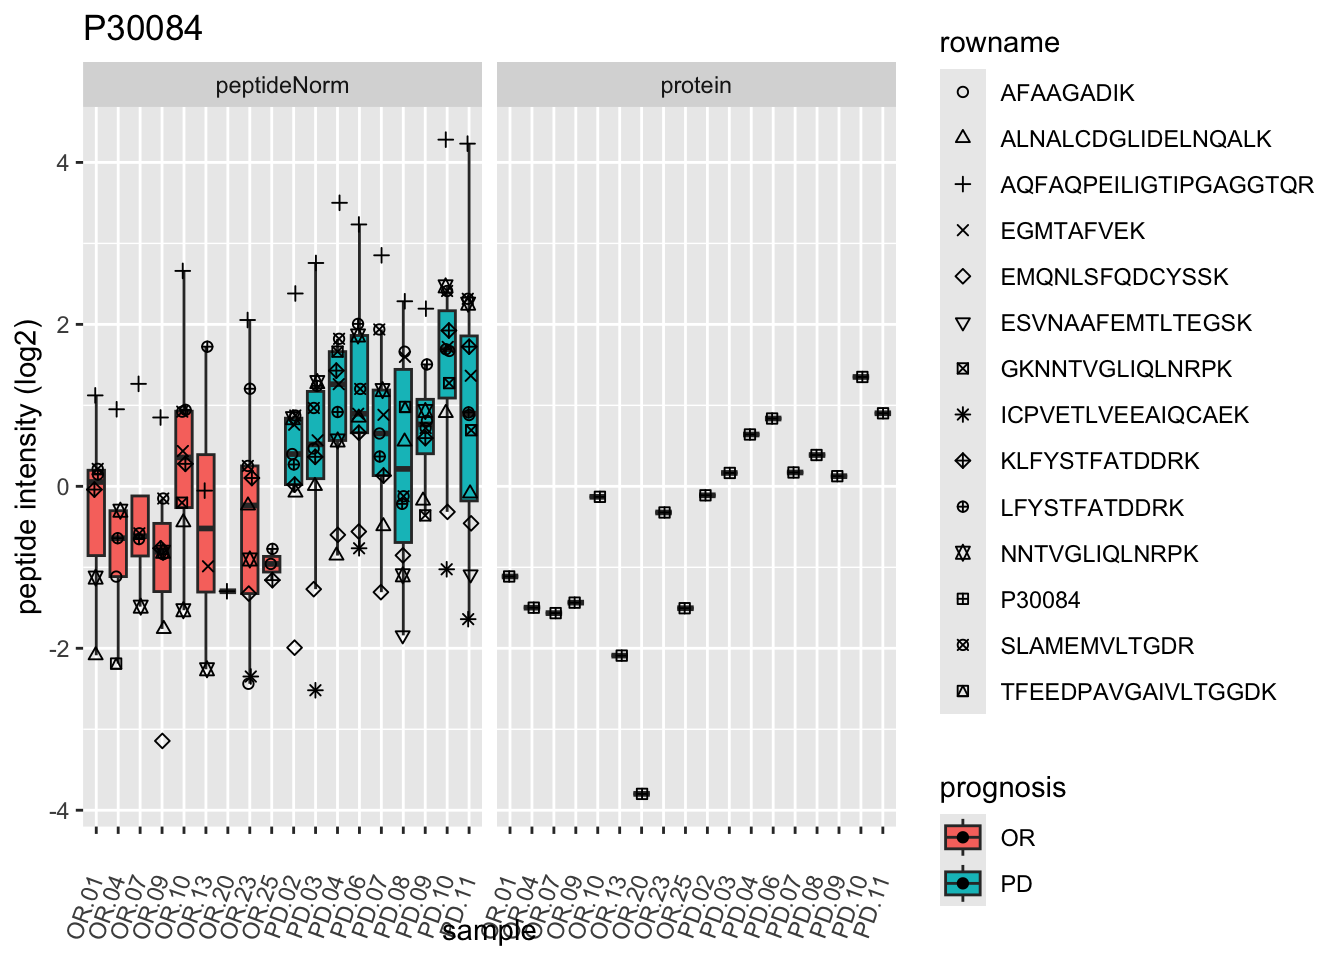 P30084
peptideNorm
protein
peptide intensity (log2)
4
2
0
-2
-4
OR.01
OR.04
OR.07
OR.09
OR.10
OR.13
OR.20
OR.23
OR.25
PD.02
PD.03
PD.04
PD.06
PD.07
PD.08
PD.09
PD.10
PD.11
OR.01
OR.04
OR.07
OR.09
OR.10
OR.13
OR.20
OR.23
OR.25
PD.02
PD.03
PD.04
PD.06
PD.07
PD.08
PD.09
PD.10
PD.11
sample
rowname
AFAAGADIK
ALNALCDGLIDELNQALK
AQFAQPEILIGTIPGAGGTQR
EGMTAFVEK
EMQNLSFQDCYSSK
ESVNAAFEMTLTEGSK
GKNNTVGLIQLNRPK
ICPVETLVEEAIQCAEK
KLFYSTFATDDRK
LFYSTFATDDRK
NNTVGLIQLNRPK
P30084
SLAMEMVLTGDR
TFEEDPAVGAIVLTGGDK
prognosis
OR
PD